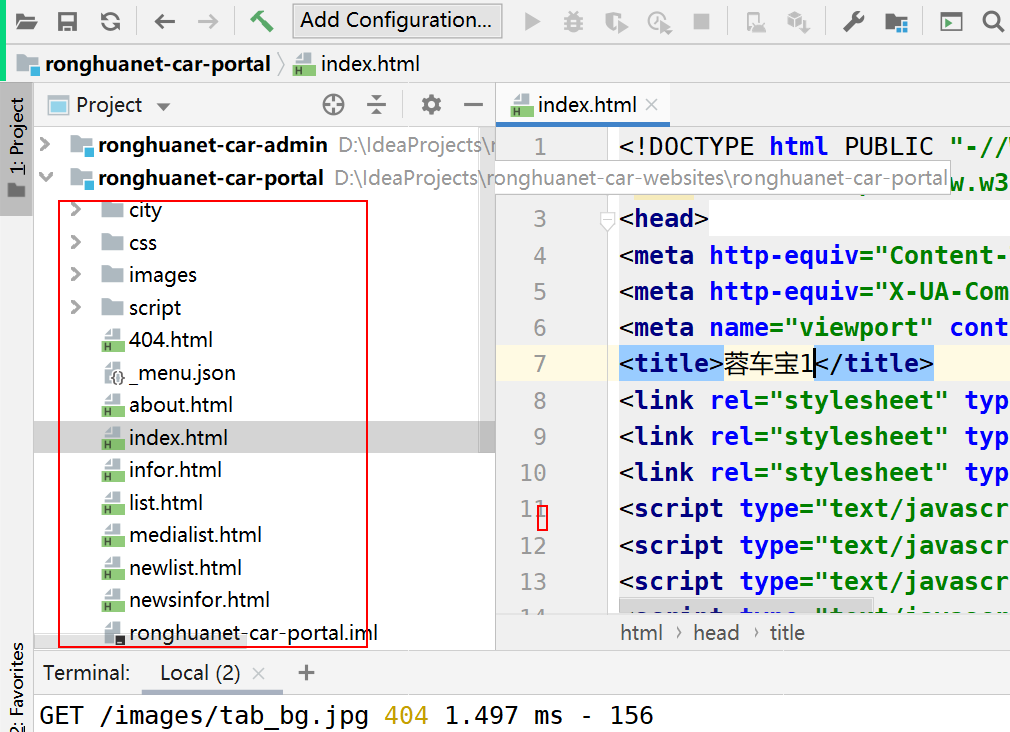 Add Configuration...
ronghuanet-car-portal
index.html
1: Project
Project
index.html
ronghuanet-car-admin D:\IdeaProjects\
ronghuanet-car-portal D:\IdeaProjects\ronghuanet-car-websites\ronghuanet-car-portal
city
css
images
script
404.html
_menu.json
about.html
index.html
infor.html
list.html
medialist.html
newlist.html
newsinfor.html
ronghuanet-car-portal.iml
1 <!DOCTYPE html PUBLIC "-//
w.w3
3 <head>
4 <meta http-equiv="Content-
5 <meta http-equiv="X-UA-Com
6 <meta name="viewport" cont
7 <title>蓉车宝1</title>
8 <link rel="stylesheet" typ
9 <link rel="stylesheet" typ
10 <link rel="stylesheet" typ
11 <script type="text/javascr
12 <script type="text/javascr
13 <script type="text/javascr
html › head › title
2: Favorites
Terminal: Local (2) +
GET /images/tab_bg.jpg 404 1.497 ms - 156